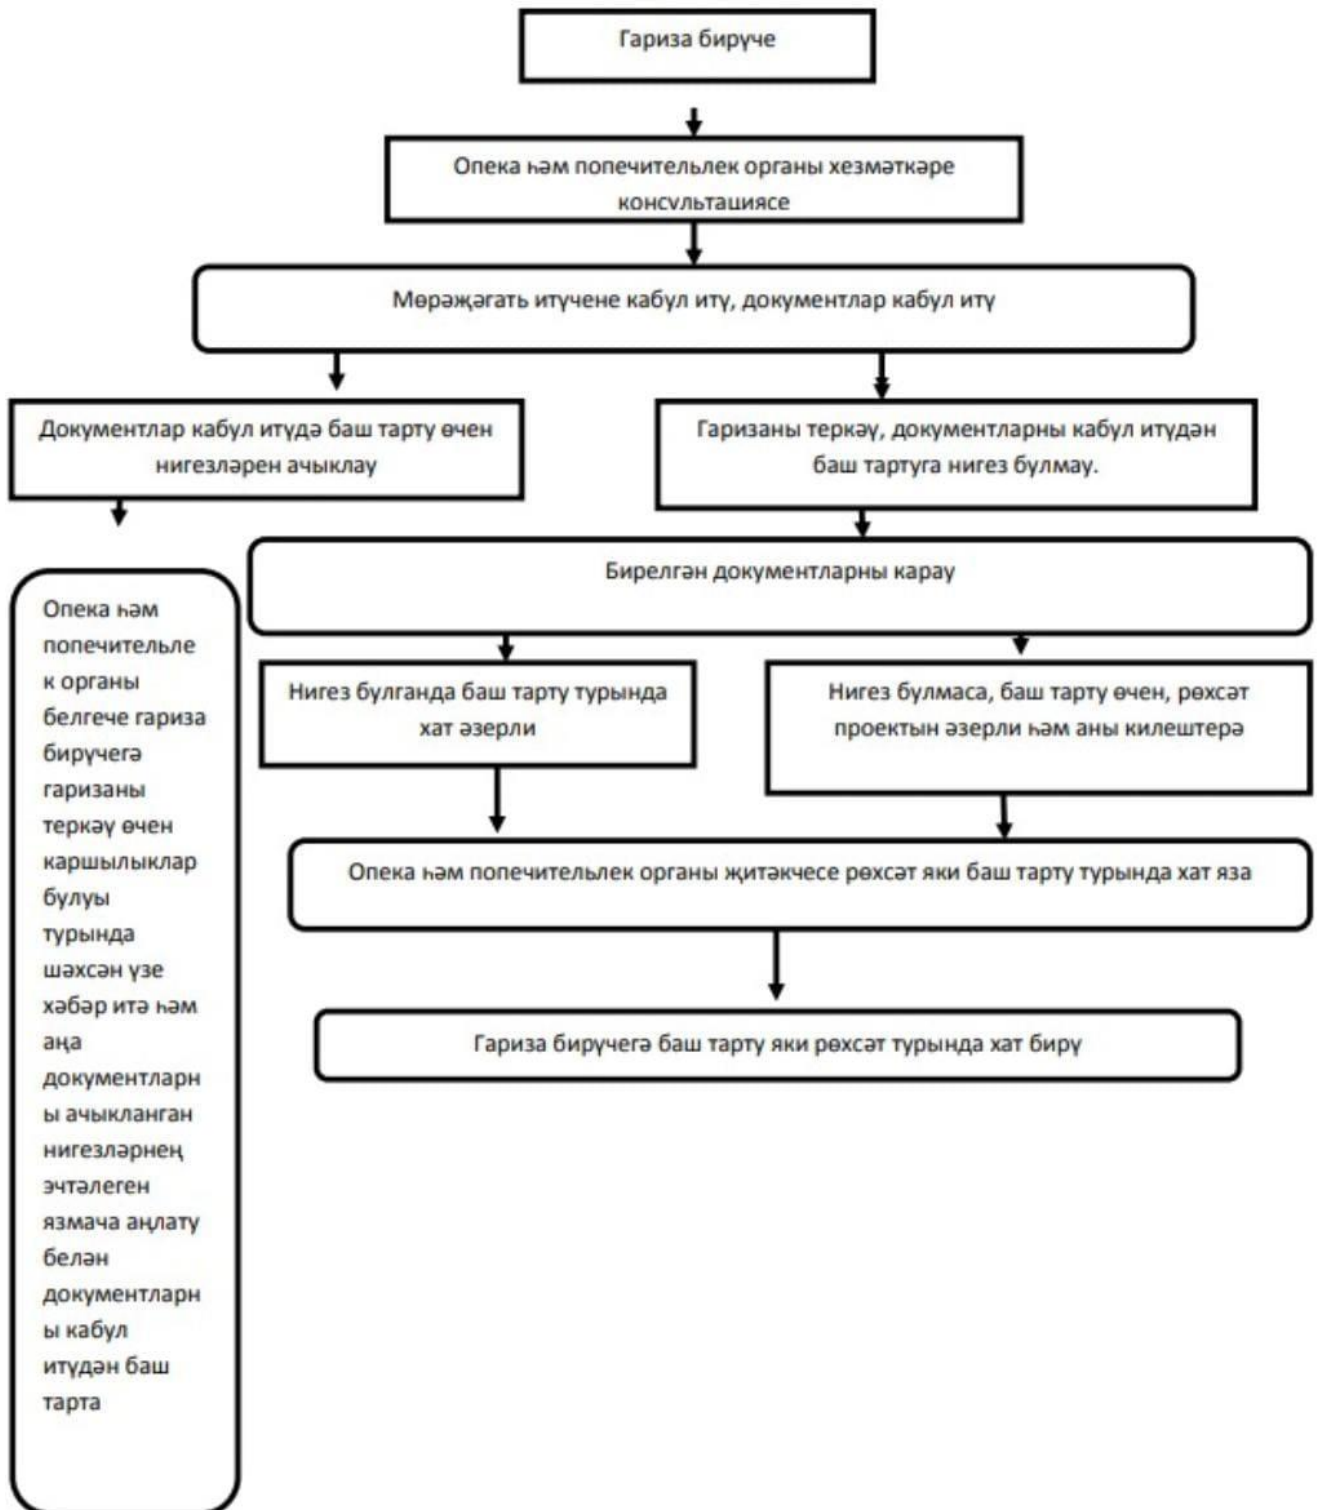 Гариза бирүче
Опека һәм попечительлек органы хезмәткәре
консультациясе
Мөрәҗәгать итүчене кабул итү, документлар кабул итү
Документлар кабул итүдә баш тарту өчен
нигезләрен ачыклау
Гаризаны теркәү, документларны кабул итүдән
баш тартуга нигез булмау.
Бирелгән документларны карау
Опека һәм
попечительле
к органы
белгече гариза
бирүчегә
гаризаны
теркәү өчен
каршылыклар
булуы
турында
шәхсән үзе
хәбәр итә һәм
аңа
документларн
ы ачыкланган
нигезләрнең
эчтәлеген
язмача аңлату
белән
документларн
ы кабул
итүдән баш
тарта
Нигез булганда баш тарту турында
хат әзерли
Нигез булмаса, баш тарту өчен, рөхсәт
проектын әзерли һәм аны килештерә
Опека һәм попечительлек органы җитәкчесе рөхсәт яки баш тарту турында хат яза
Гариза бирүчегә баш тарту яки рөхсәт турында хат бирү